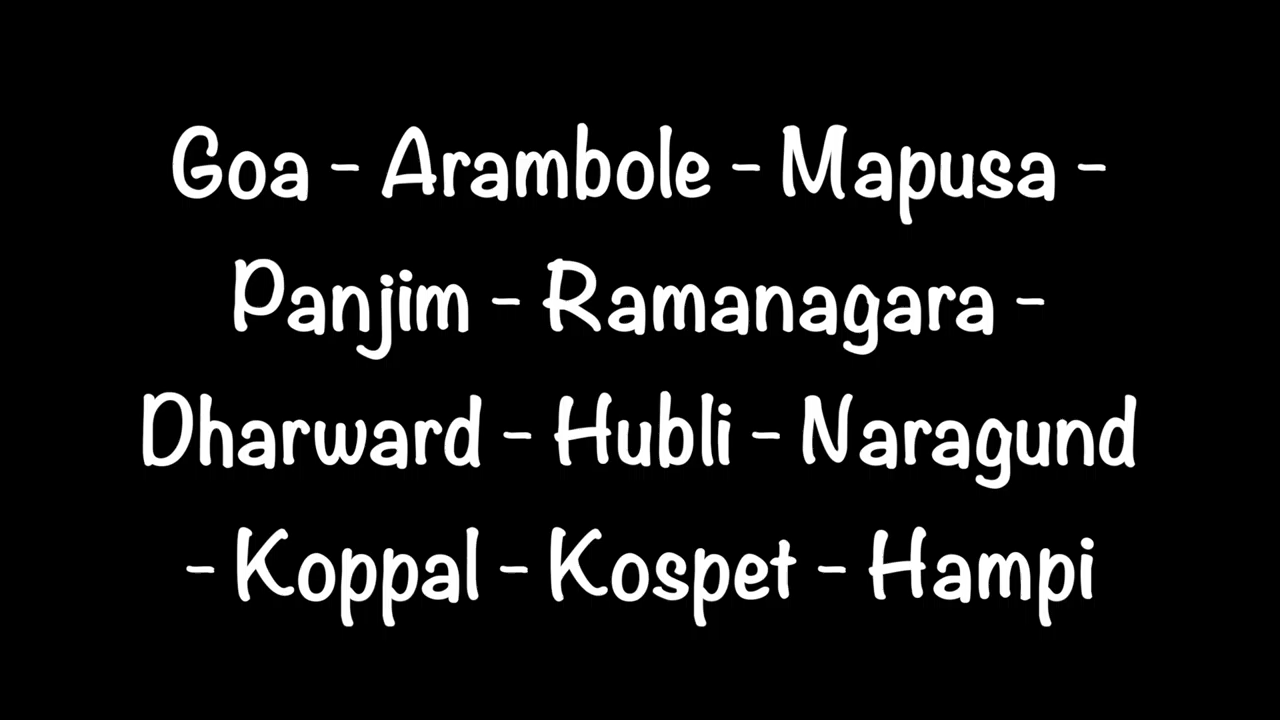 Goa - Arambole - Mapusa -
Panjim - Ramanagara -
Dharward - Hubli - Naragund
- Koppal - Kospet - Hampi